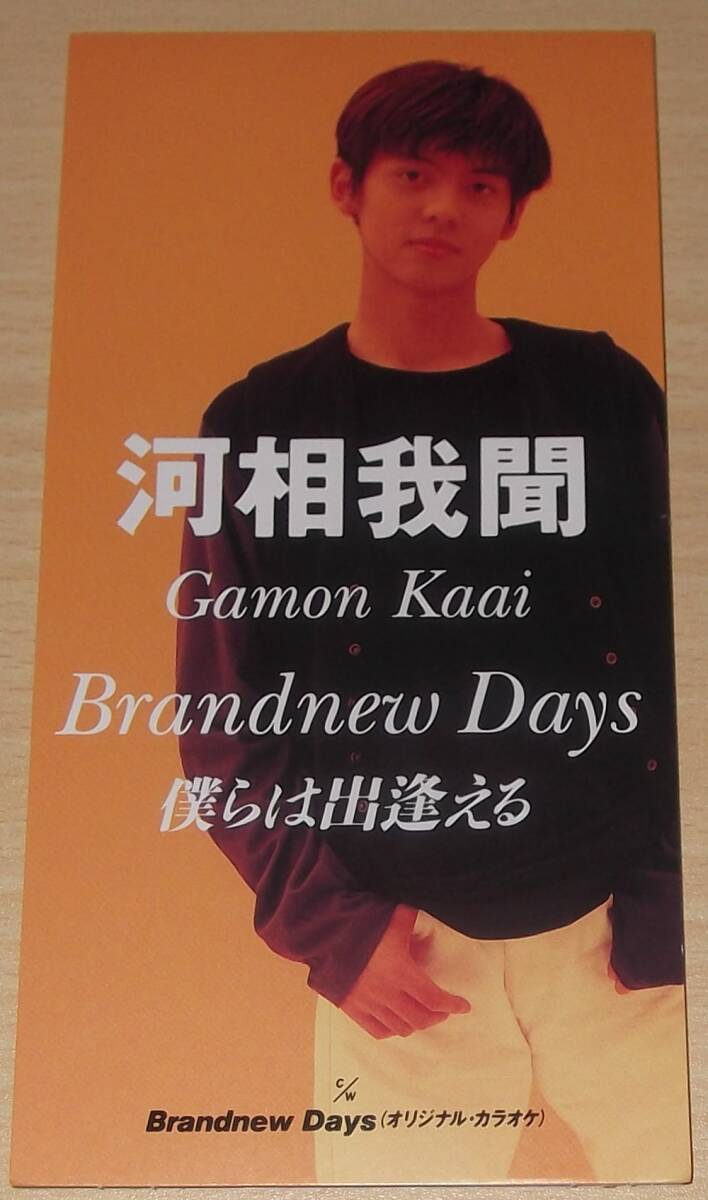 河相我聞
Gamon Kaai
Brandnew Days
僕らは出逢える
c/w
Brandnew Days(オリジナル・カラオケ)